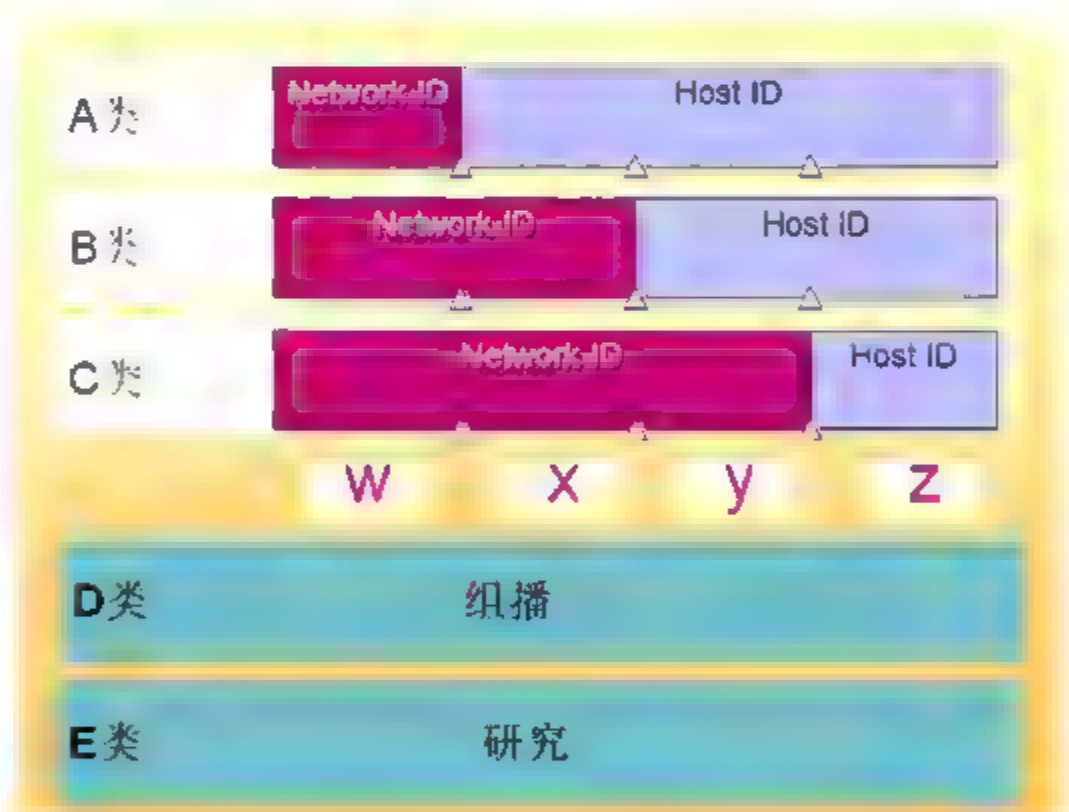 A类 Network ID Host ID
B类 Network ID Host ID
C类 Network ID Host ID
w x y z
D类 组播
E类 研究